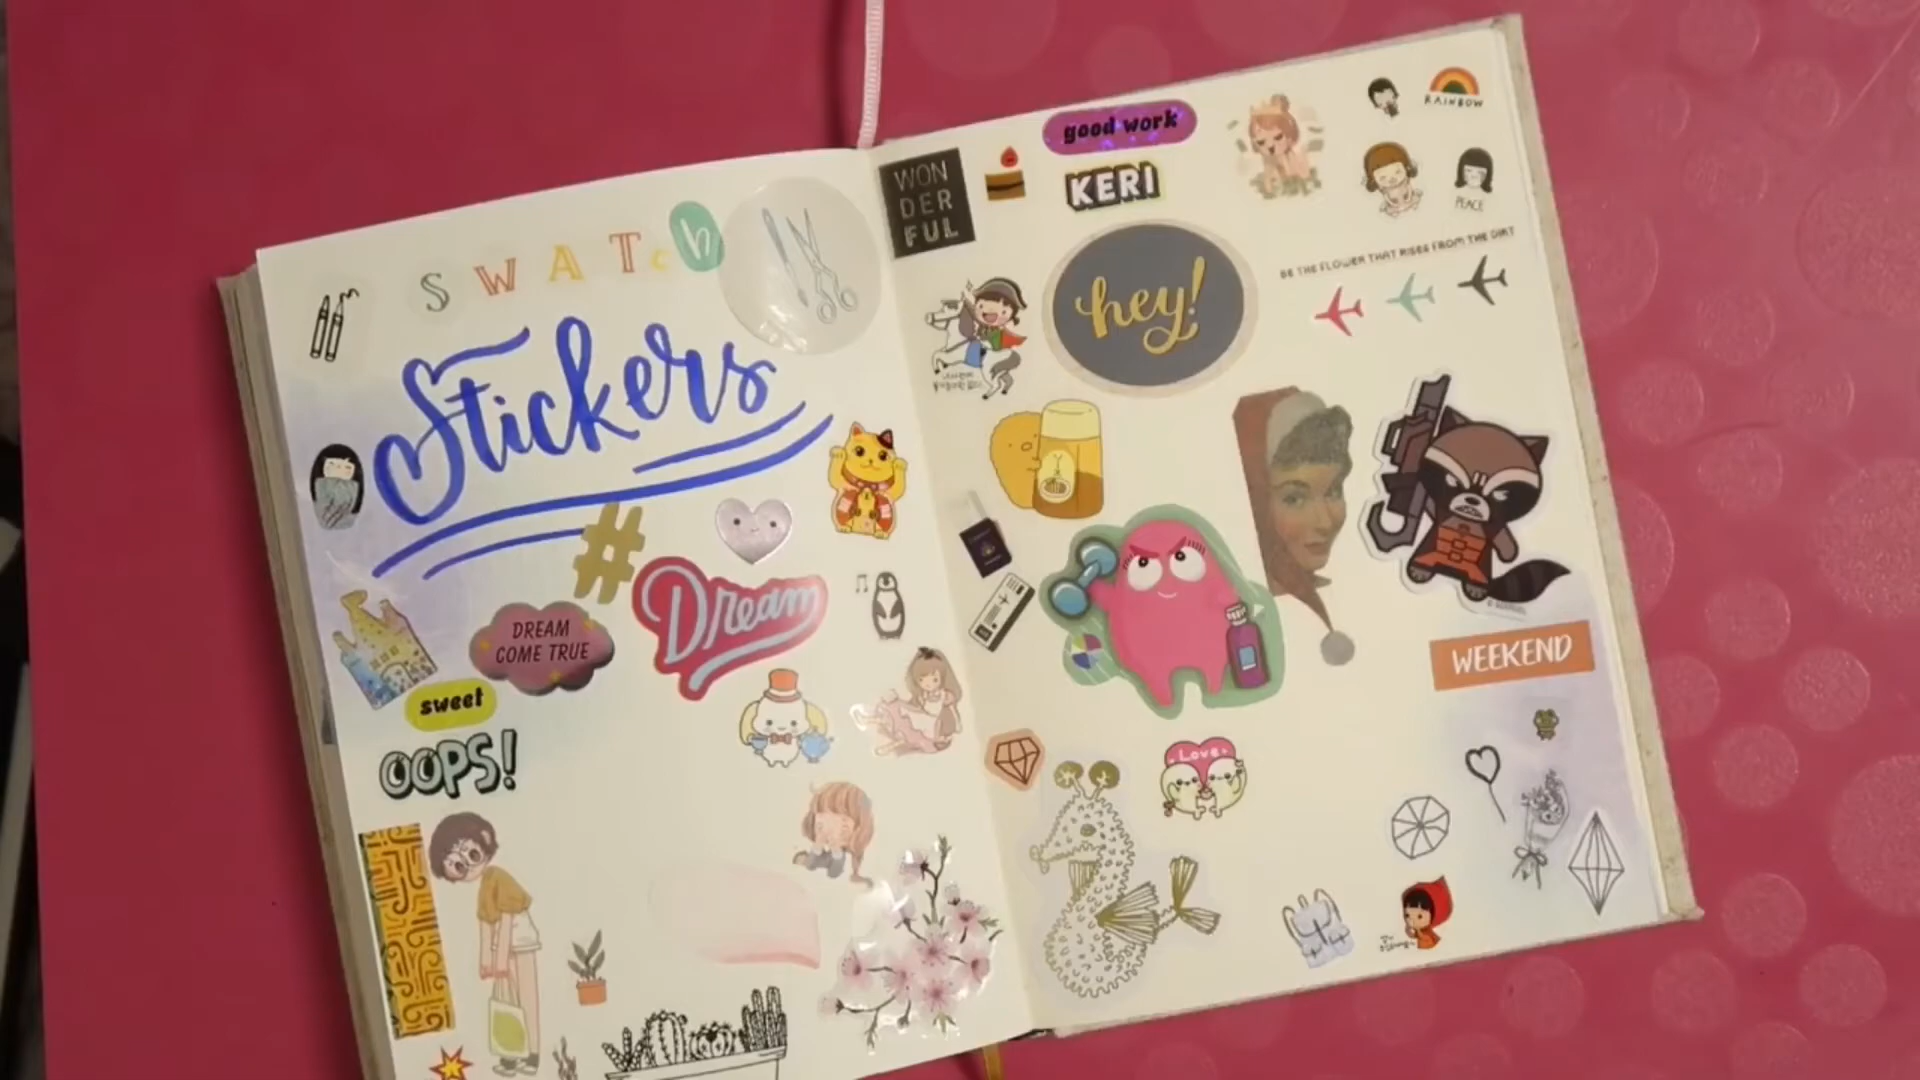 SWATch
Stickers
#
Dream
DREAM
COME TRUE
sweet
OOPS!
WON
DER
FUL
good work
KERI
RAINBOW
PEACE
hey!
BE THE FLOWER THAT RISES FROM THE DIRT
WEEKEND
Love